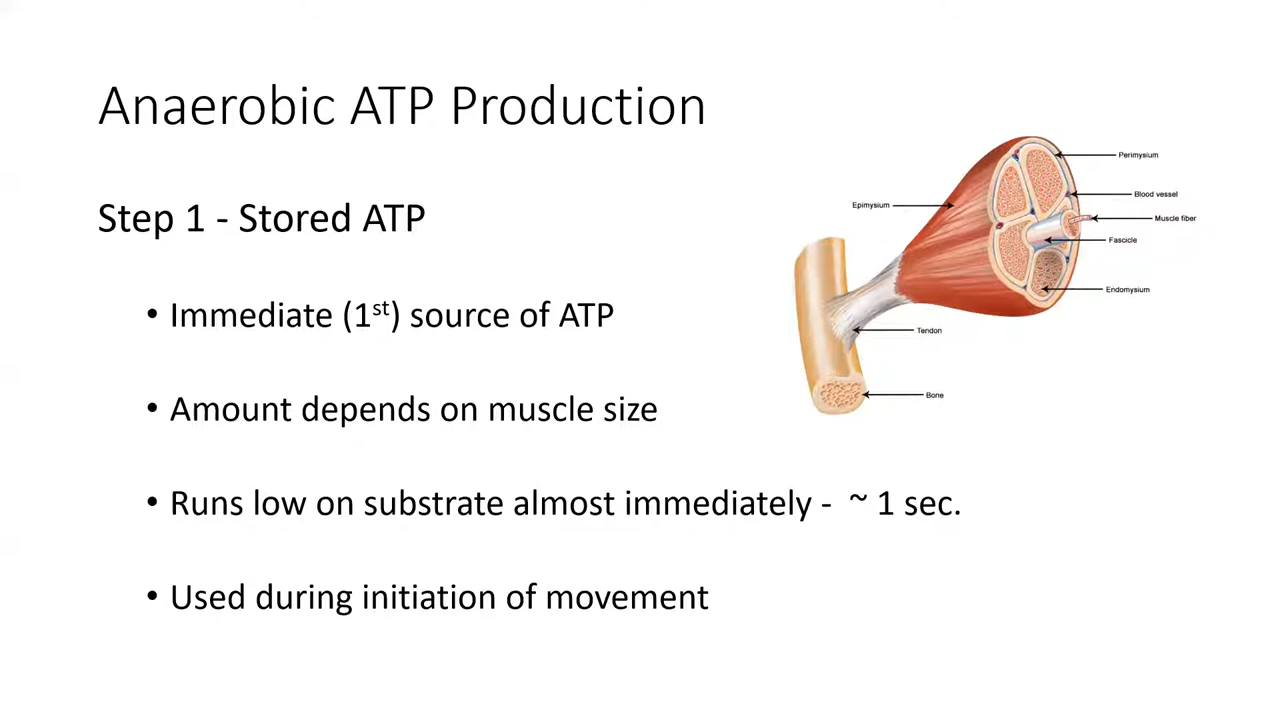 Anaerobic ATP Production
Step 1 - Stored ATP
• Immediate (1st) source of ATP
• Amount depends on muscle size
• Runs low on substrate almost immediately - ~ 1 sec.
• Used during initiation of movement
Perimysium
Blood vessel
Epimysium
Muscle fiber
Fascicle
Endomysium
Tendon
Bone